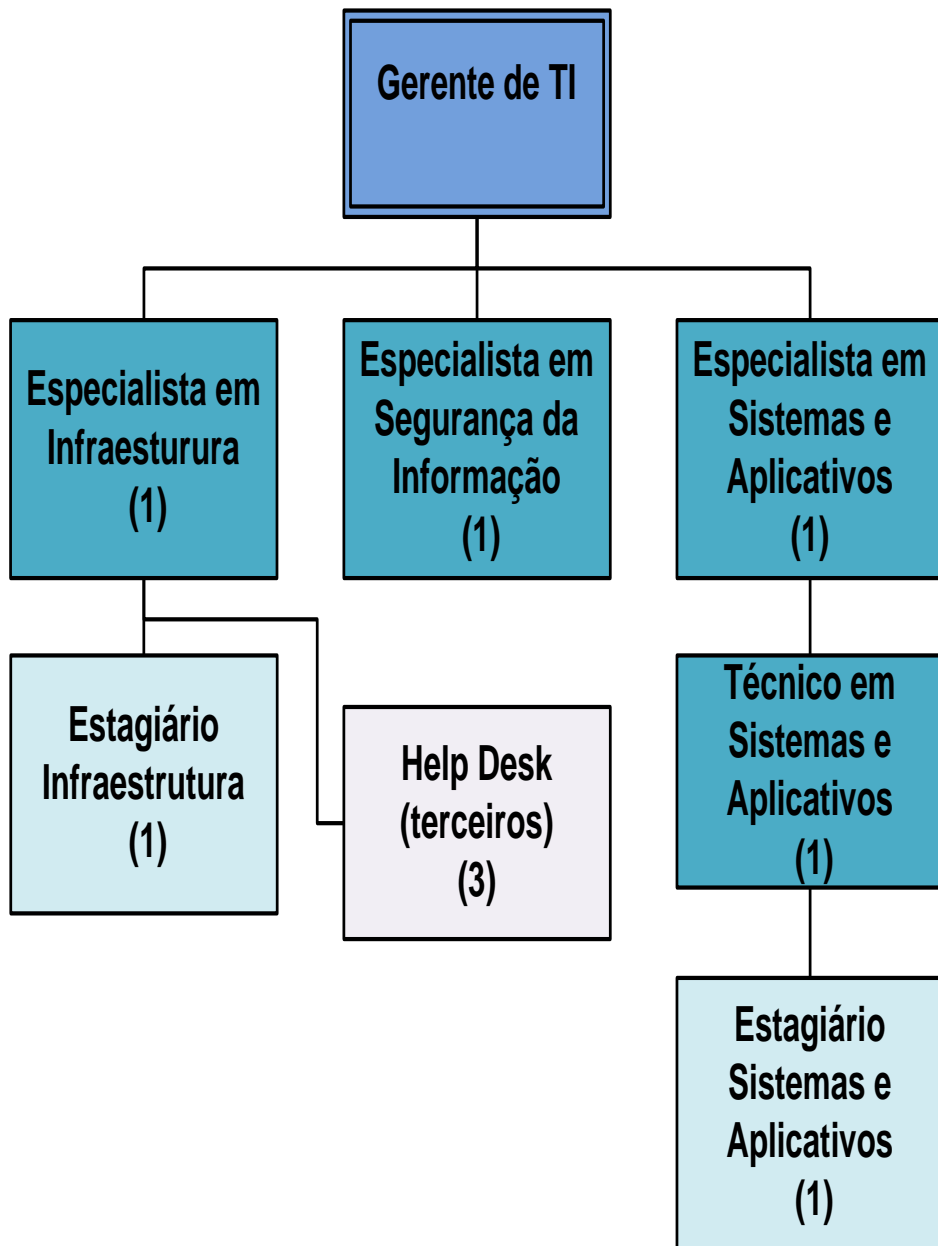 Gerente de TI
Especialista em
Infraesturura
(1)
Especialista em
Segurança da
Informação
(1)
Especialista em
Sistemas e
Aplicativos
(1)
Estagiário
Infraestrutura
(1)
Help Desk
(terceiros)
(3)
Técnico em
Sistemas e
Aplicativos
(1)
Estagiário
Sistemas e
Aplicativos
(1)